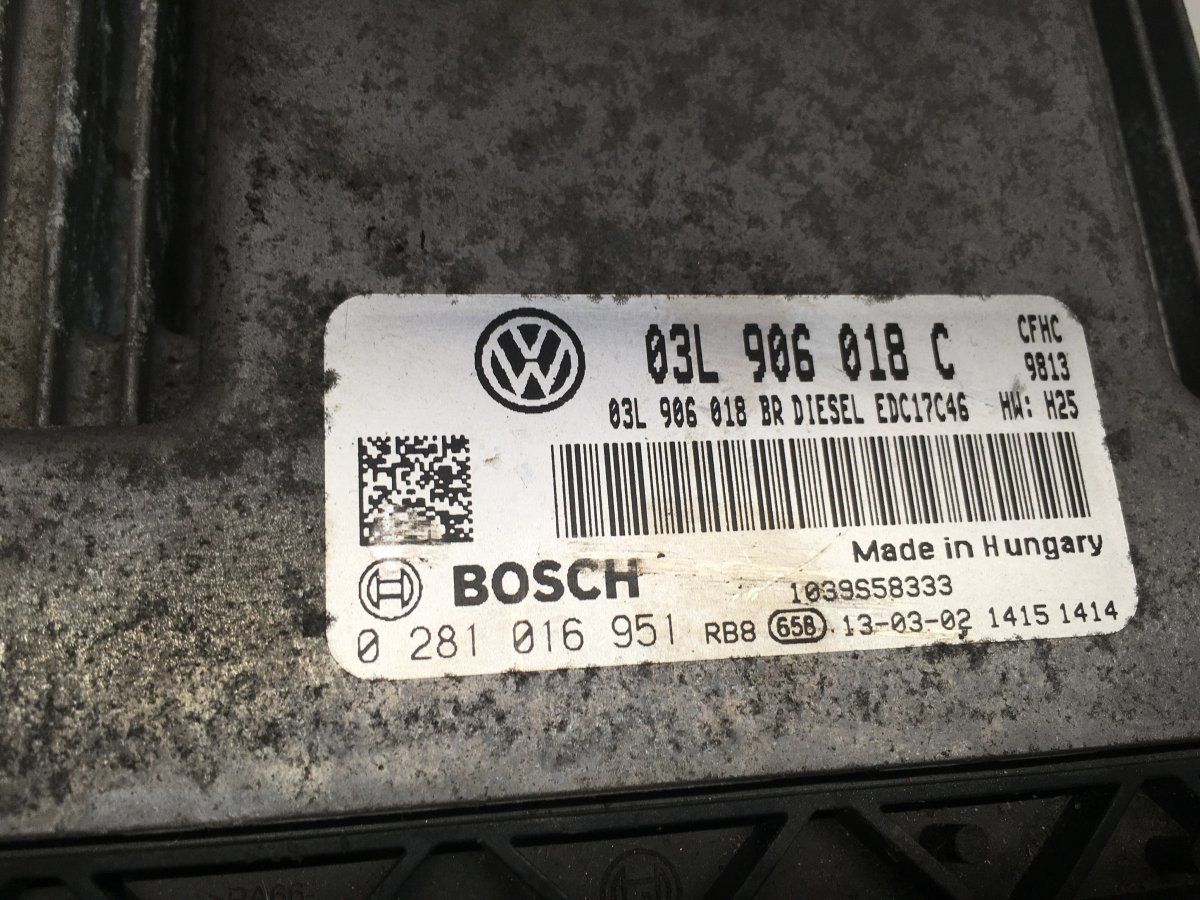 03L 906 018 C
CFHC
9813
03L 906 018 BR DIESEL EDC17C46 HW: H25
Made in Hungary
BOSCH
1039S58333
0 281 016 951 RB8 658 13-03-02 1415 1414